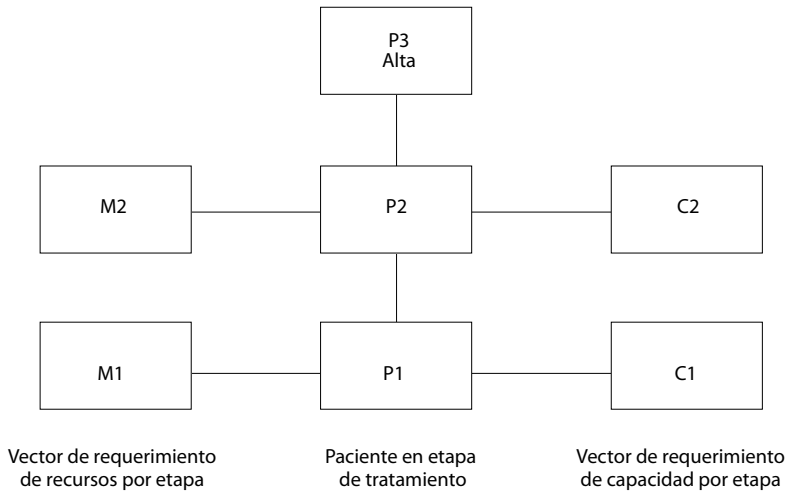 P3
Alta
M2
P2
C2
M1
P1
C1
Vector de requerimiento
de recursos por etapa
Paciente en etapa
de tratamiento
Vector de requerimiento
de capacidad por etapa